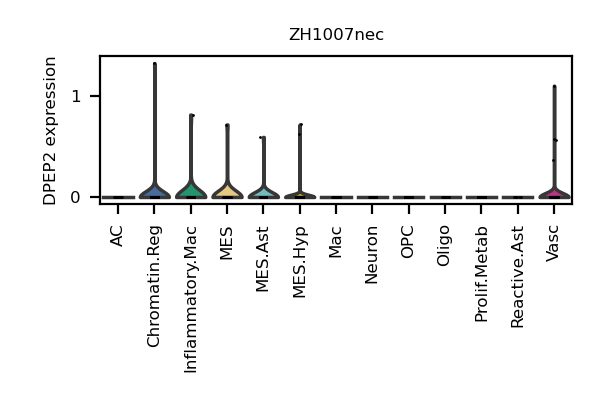 ZH1007nec
DPEP2 expression
1
0
AC
Chromatin.Reg
Inflammatory.Mac
MES
MES.Ast
MES.Hyp
Mac
Neuron
OPC
Oligo
Prolif.Metab
Reactive.Ast
Vasc